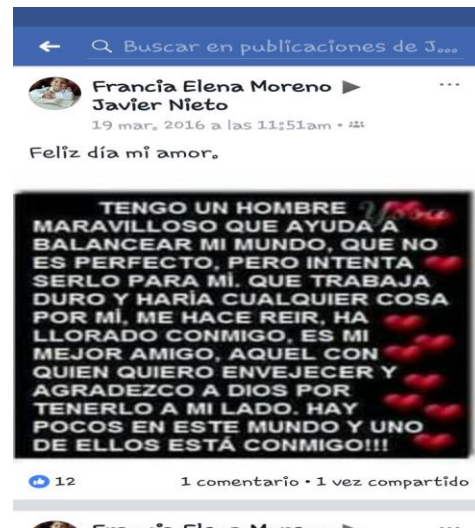 Buscar en publicaciones de J...
Francia Elena Moreno ▶
Javier Nieto
19 mar. 2016 a las 11:51am •
Feliz día mi amor.
TENGO UN HOMBRE
MARAVILLOSO QUE AYUDA A
BALANCEAR MI MUNDO, QUE NO
ES PERFECTO, PERO INTENTA
SERLO PARA MÍ. QUE TRABAJA
DURO Y HARÍA CUALQUIER COSA
POR MÍ, ME HACE REIR, HA
LLORADO CONMIGO, ES MI
MEJOR AMIGO, AQUEL CON
QUIEN QUIERO ENVEJECER Y
AGRADEZCO A DIOS POR
TENERLO A MI LADO. HAY
POCOS EN ESTE MUNDO Y UNO
DE ELLOS ESTÁ CONMIGO!!!
12 1 comentario • 1 vez compartido
Francia Elena Moreno ▶